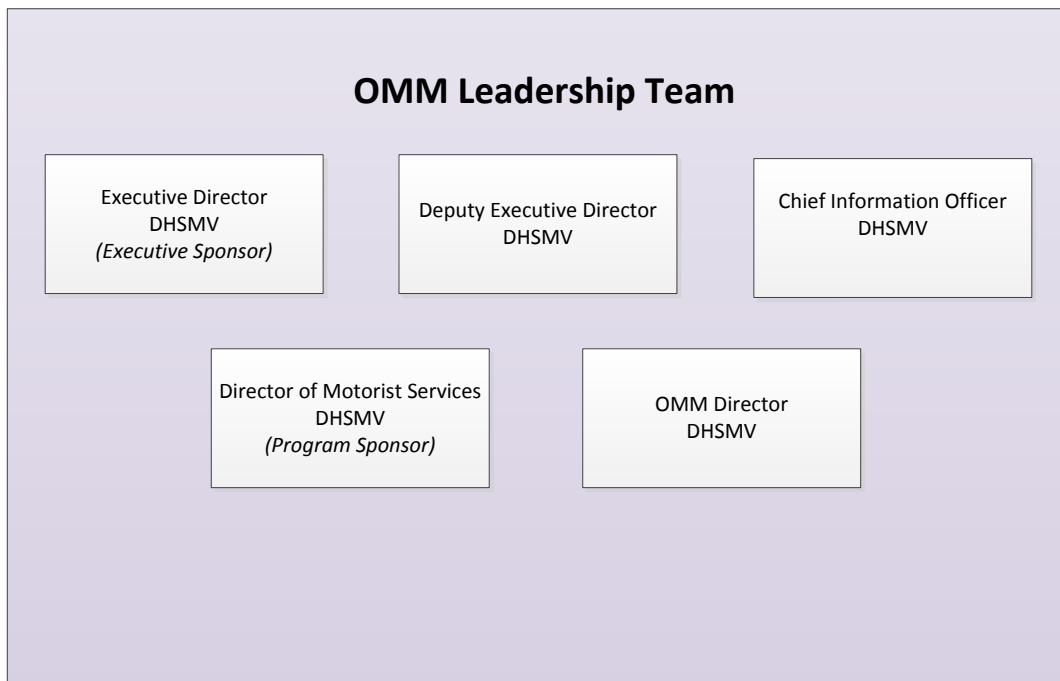 OMM Leadership Team
Executive Director
DHSMV
(Executive Sponsor)
Deputy Executive Director
DHSMV
Chief Information Officer
DHSMV
Director of Motorist Services
DHSMV
(Program Sponsor)
OMM Director
DHSMV